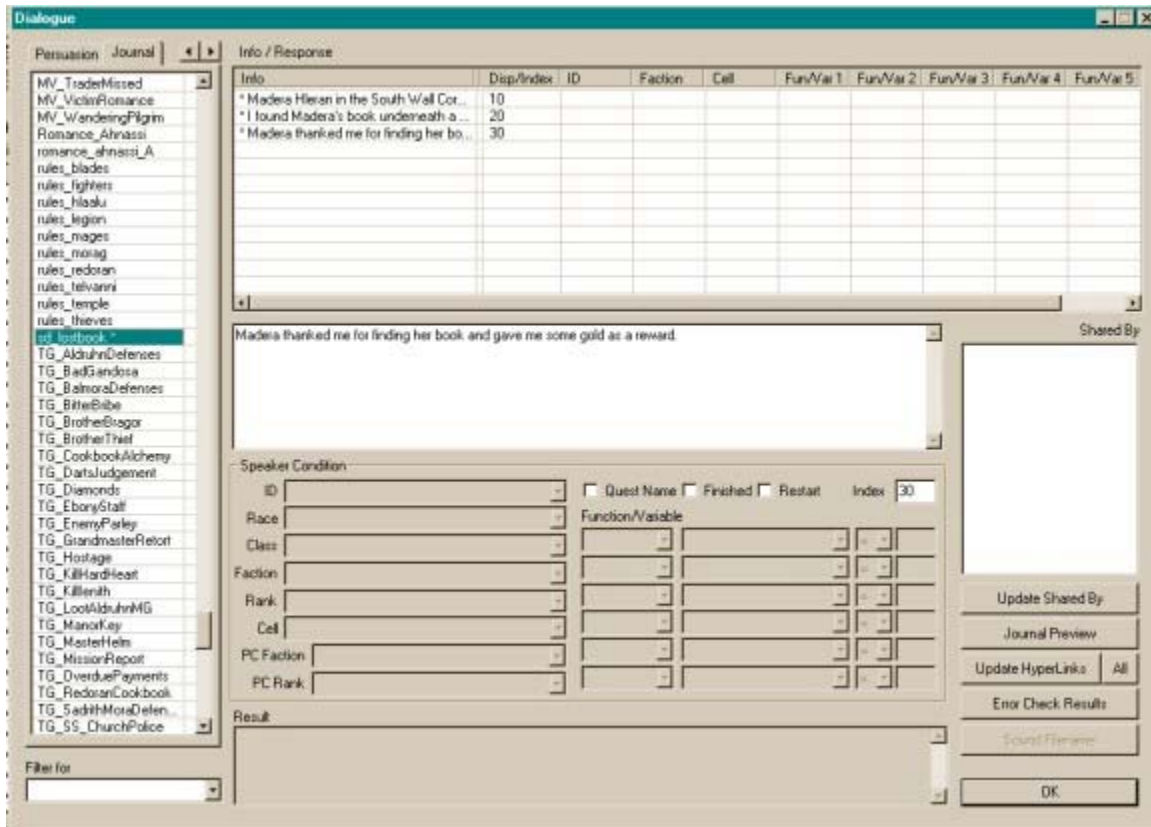 Dialogue
Persuasion Journal
Info / Response
Info Disp/Index ID Faction Cell Fun/Var 1 Fun/Var 2 Fun/Var 3 Fun/Var 4 Fun/Var 5
* Madera Hleran in the South Wall Cor... 10
* I found Madera's book underneath a ... 20
* Madera thanked me for finding her bo... 30
MV_TraderMissed
MV_VictimRomance
MV_WanderingPilgrim
Romance_Ahnassi
romance_ahnassi_A
rules_blades
rules_fighters
rules_hlaalu
rules_legion
rules_mages
rules_morag
rules_redoran
rules_telvanni
rules_temple
rules_thieves
sd_lostbook *
TG_AldruhnDefenses
TG_BadGandosa
TG_BalmoraDefenses
TG_BitterBribe
TG_BrotherBragor
TG_BrotherThief
TG_CookbookAlchemy
TG_DartsJudgement
TG_Diamonds
TG_EbonyStaff
TG_EnemyParley
TG_GrandmasterRetort
TG_Hostage
TG_KillHardHeart
TG_KillIenith
TG_LootAldruhnMG
TG_ManorKey
TG_MasterHelm
TG_MissionReport
TG_OverduePayments
TG_RedoranCookbook
TG_SadrithMoraDefen...
TG_SS_ChurchPolice
Filter for
Madera thanked me for finding her book and gave me some gold as a reward.
Shared By
Speaker Condition
ID
Race
Class
Faction
Rank
Cell
PC Faction
PC Rank
Quest Name Finished Restart Index 30
Function/Variable
Result
Update Shared By
Journal Preview
Update HyperLinks All
Error Check Results
Sound Filename
OK